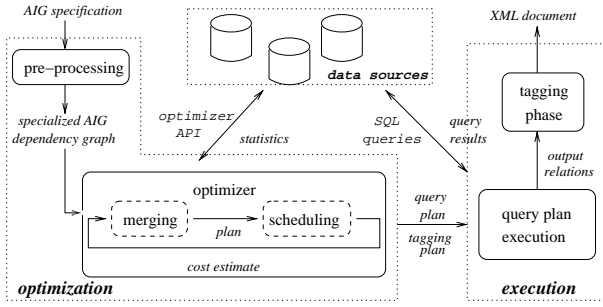 AIG specification
pre-processing
specialized AIG
dependency graph
data sources
optimizer
API
statistics
SQL
queries
query
results
optimizer
merging
plan
scheduling
cost estimate
optimization
query
plan
tagging
plan
XML document
tagging
phase
output
relations
query plan
execution
execution